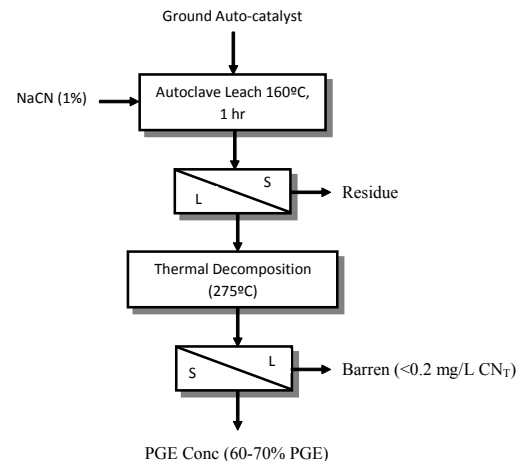 Ground Auto-catalyst
NaCN (1%)
Autoclave Leach 160ºC,
1 hr
S
L
Residue
Thermal Decomposition
(275ºC)
L
S
Barren (<0.2 mg/L CNT)
PGE Conc (60-70% PGE)